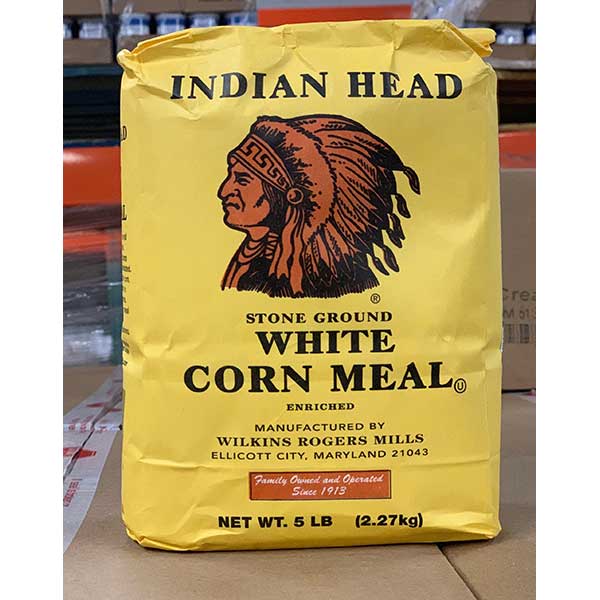 INDIAN HEAD
®
STONE GROUND
WHITE
CORN MEAL Ⓤ
ENRICHED
MANUFACTURED BY
WILKINS ROGERS MILLS
ELLICOTT CITY, MARYLAND 21043
Family Owned and Operated
Since 1913
NET WT. 5 LB (2.27kg)